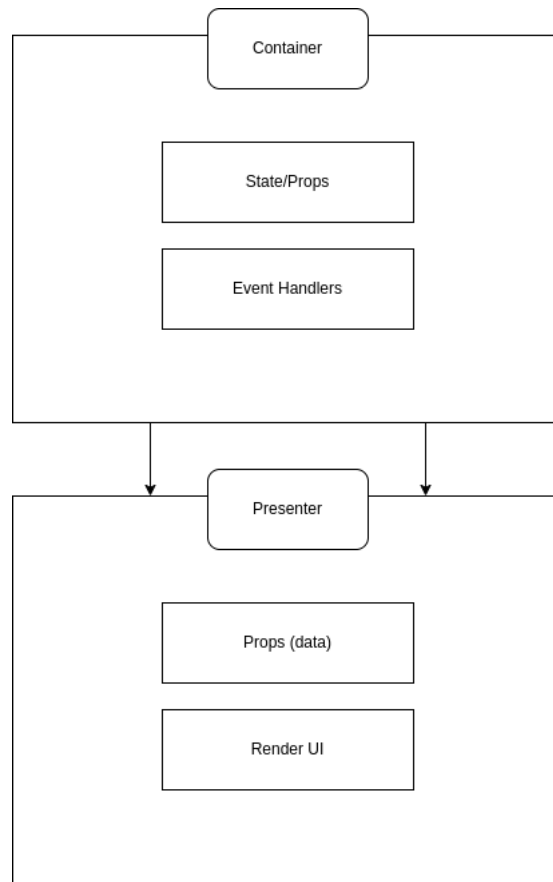 Container
State/Props
Event Handlers
Presenter
Props (data)
Render UI